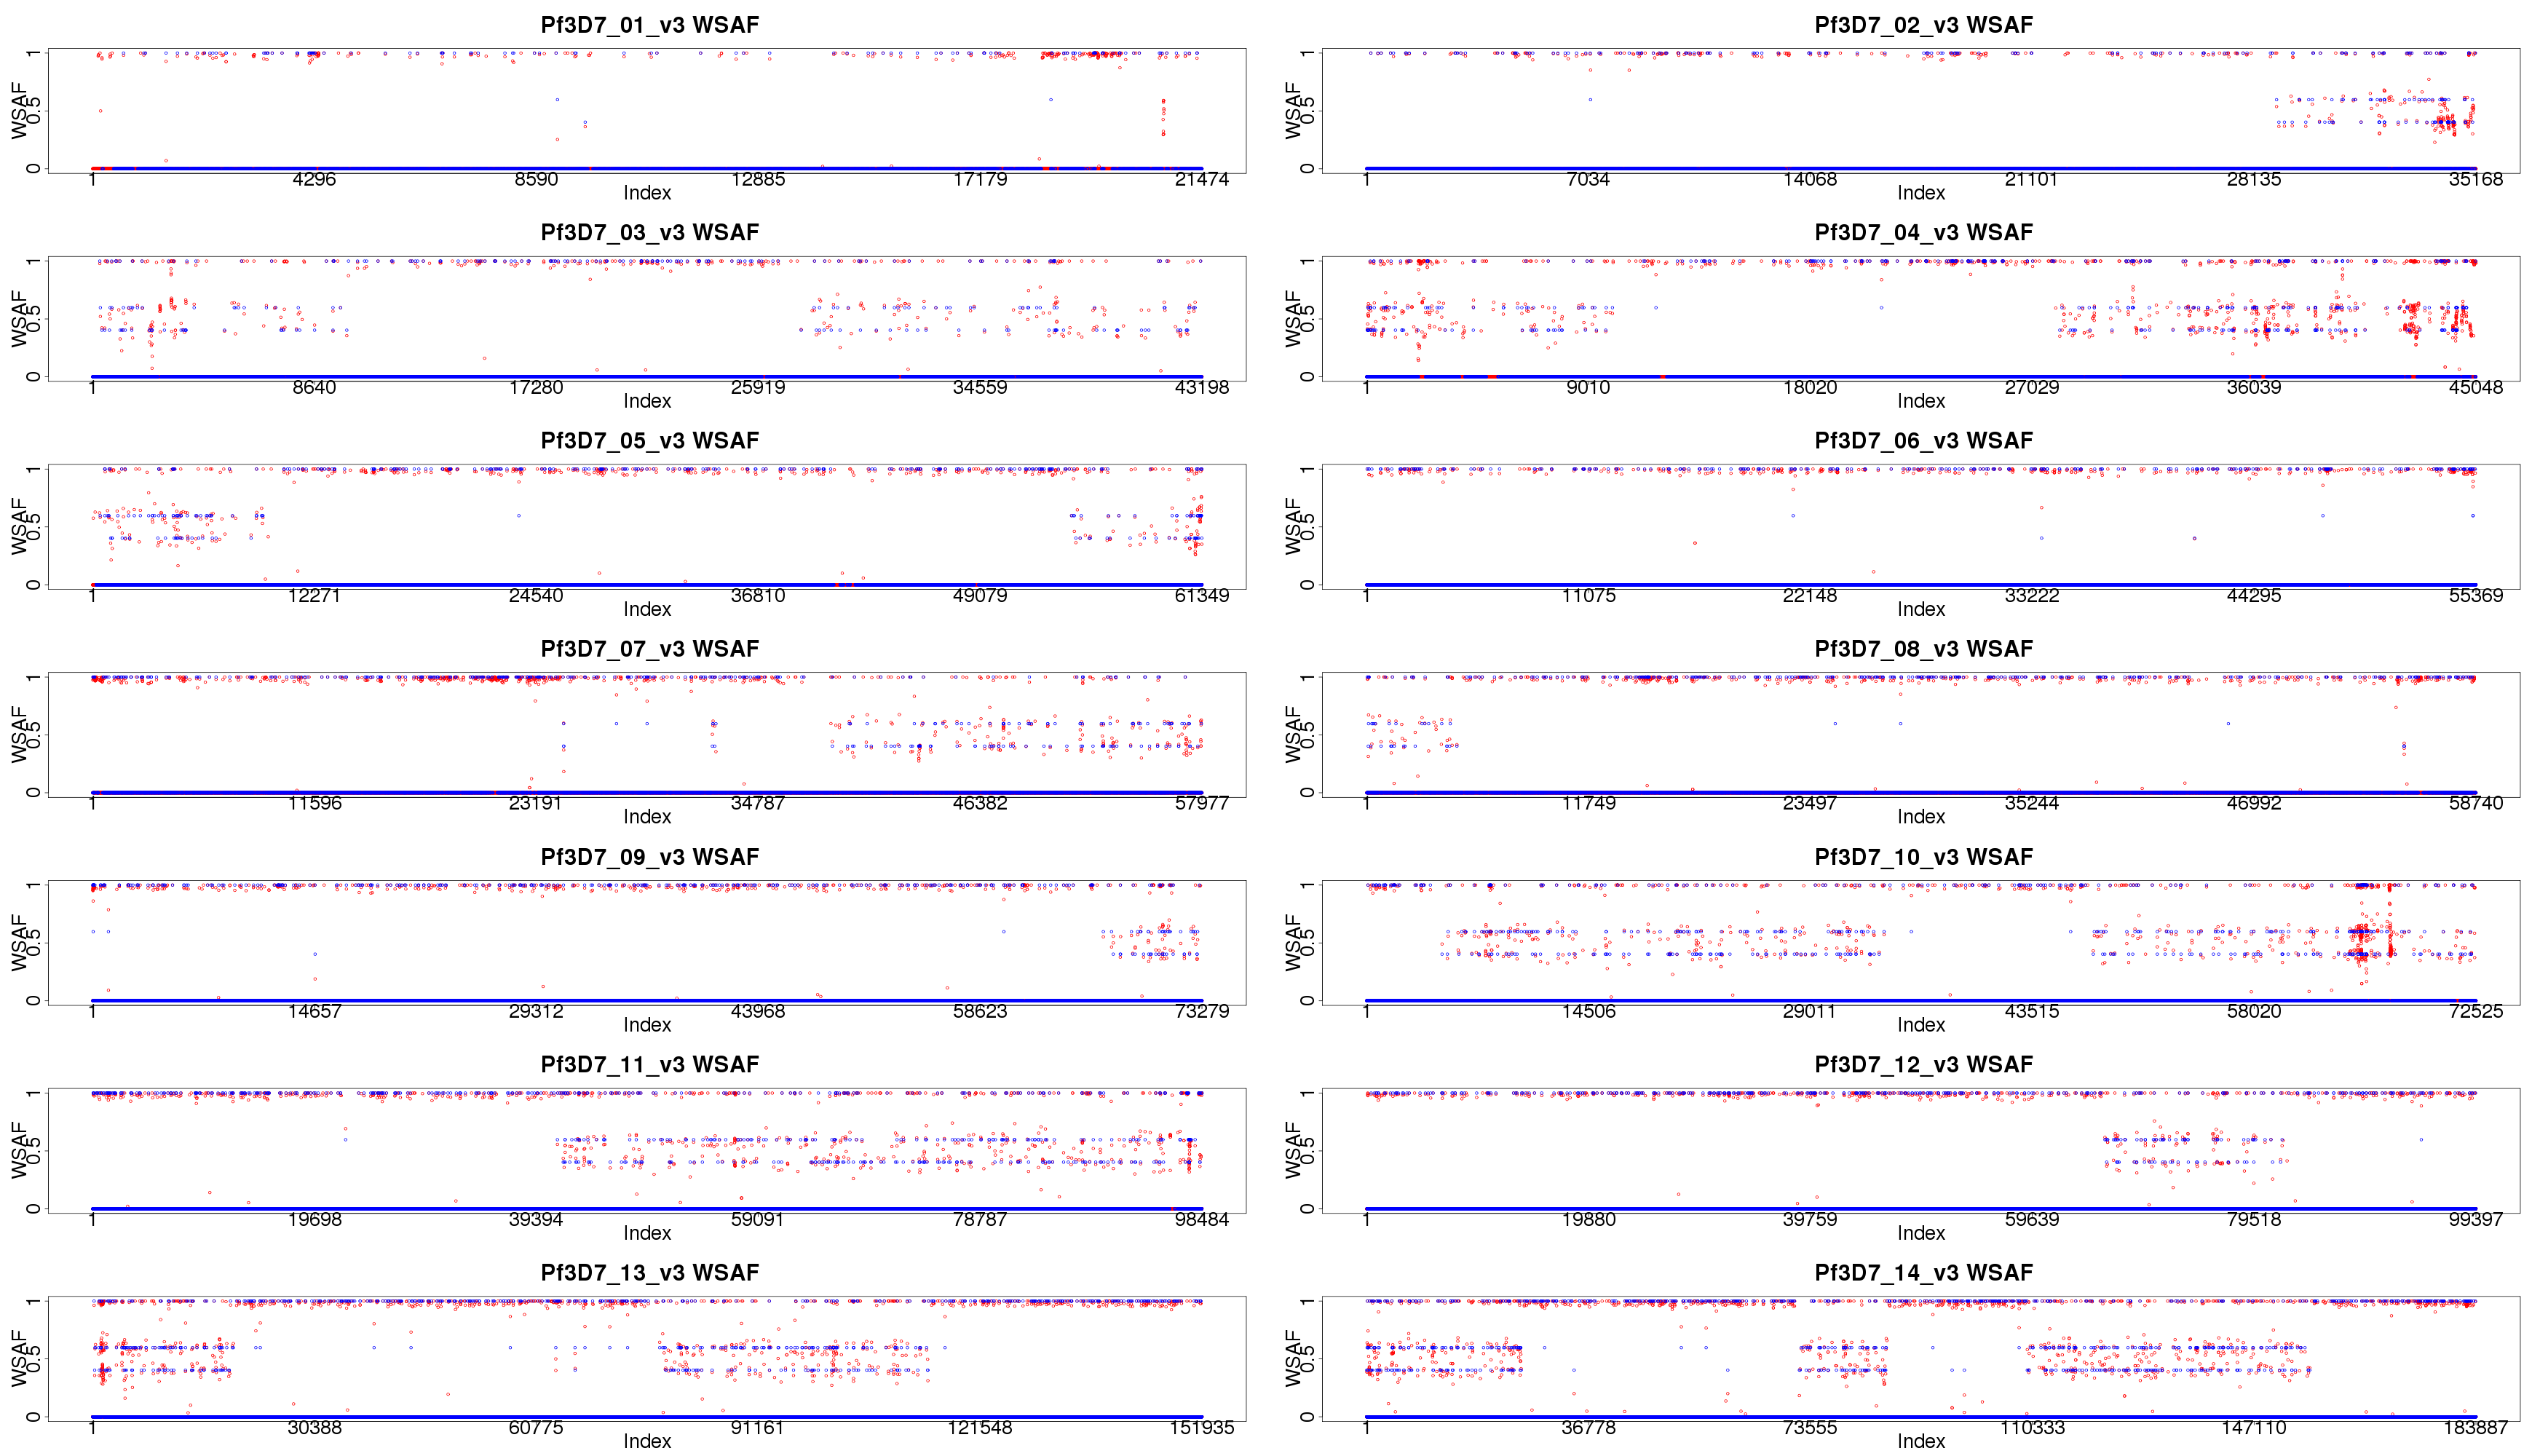 Pf3D7_01_v3 WSAF
WSAF
0 0.5 1
1 4296 8590 12885 17179 21474
Index
Pf3D7_02_v3 WSAF
WSAF
0 0.5 1
1 7034 14068 21101 28135 35168
Index
Pf3D7_03_v3 WSAF
WSAF
0 0.5 1
1 8640 17280 25919 34559 43198
Index
Pf3D7_04_v3 WSAF
WSAF
0 0.5 1
1 9010 18020 27029 36039 45048
Index
Pf3D7_05_v3 WSAF
WSAF
0 0.5 1
1 12271 24540 36810 49079 61349
Index
Pf3D7_06_v3 WSAF
WSAF
0 0.5 1
1 11075 22148 33222 44295 55369
Index
Pf3D7_07_v3 WSAF
WSAF
0 0.5 1
1 11596 23191 34787 46382 57977
Index
Pf3D7_08_v3 WSAF
WSAF
0 0.5 1
1 11749 23497 35244 46992 58740
Index
Pf3D7_09_v3 WSAF
WSAF
0 0.5 1
1 14657 29312 43968 58623 73279
Index
Pf3D7_10_v3 WSAF
WSAF
0 0.5 1
1 14506 29011 43515 58020 72525
Index
Pf3D7_11_v3 WSAF
WSAF
0 0.5 1
1 19698 39394 59091 78787 98484
Index
Pf3D7_12_v3 WSAF
WSAF
0 0.5 1
1 19880 39759 59639 79518 99397
Index
Pf3D7_13_v3 WSAF
WSAF
0 0.5 1
1 30388 60775 91161 121548 151935
Index
Pf3D7_14_v3 WSAF
WSAF
0 0.5 1
1 36778 73555 110333 147110 183887
Index